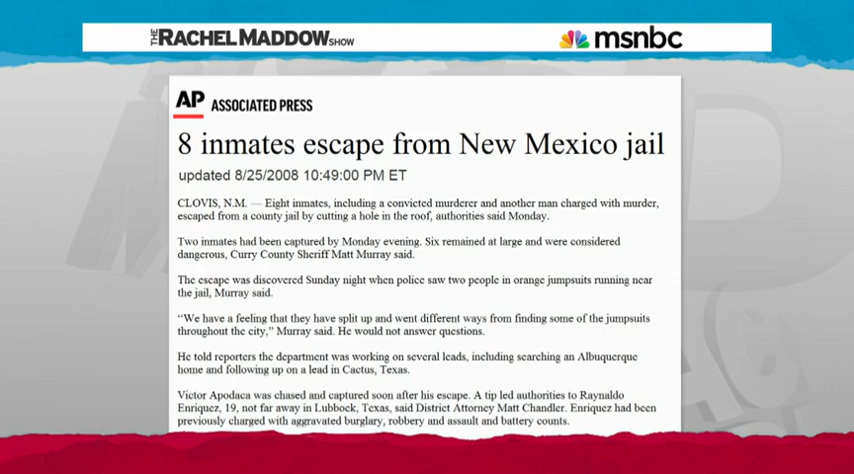 THE RACHEL MADDOW SHOW
msnbc
AP ASSOCIATED PRESS
8 inmates escape from New Mexico jail
updated 8/25/2008 10:49:00 PM ET
CLOVIS, N.M. — Eight inmates, including a convicted murderer and another man charged with murder,
escaped from a county jail by cutting a hole in the roof, authorities said Monday.
Two inmates had been captured by Monday evening. Six remained at large and were considered
dangerous, Curry County Sheriff Matt Murray said.
The escape was discovered Sunday night when police saw two people in orange jumpsuits running near
the jail, Murray said.
“We have a feeling that they have split up and went different ways from finding some of the jumpsuits
throughout the city,” Murray said. He would not answer questions.
He told reporters the department was working on several leads, including searching an Albuquerque
home and following up on a lead in Cactus, Texas.
Victor Apodaca was chased and captured soon after his escape. A tip led authorities to Raynaldo
Enriquez, 19, not far away in Lubbock, Texas, said District Attorney Matt Chandler. Enriquez had been
previously charged with aggravated burglary, robbery and assault and battery counts.